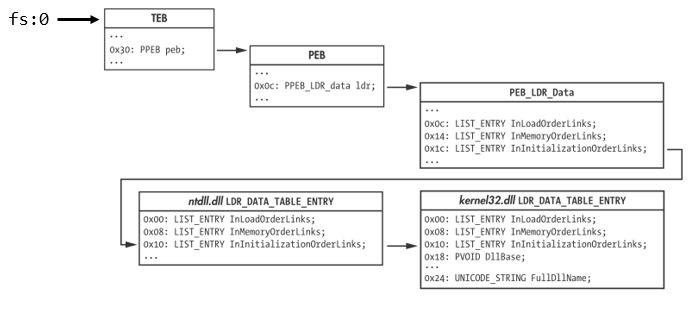 fs:0
TEB
...
0x30: PPEB peb;
...
PEB
...
0x0c: PPEB_LDR_data ldr;
...
PEB_LDR_Data
...
0x0c: LIST_ENTRY InLoadOrderLinks;
0x14: LIST_ENTRY InMemoryOrderLinks;
0x1c: LIST_ENTRY InInitializationOrderLinks;
...
ntdll.dll LDR_DATA_TABLE_ENTRY
0x00: LIST_ENTRY InLoadOrderLinks;
0x08: LIST_ENTRY InMemoryOrderLinks;
0x10: LIST_ENTRY InInitializationOrderLinks;
...
kernel32.dll LDR_DATA_TABLE_ENTRY
0x00: LIST_ENTRY InLoadOrderLinks;
0x08: LIST_ENTRY InMemoryOrderLinks;
0x10: LIST_ENTRY InInitializationOrderLinks;
0x18: PVOID DllBase;
...
0x24: UNICODE_STRING FullDllName;